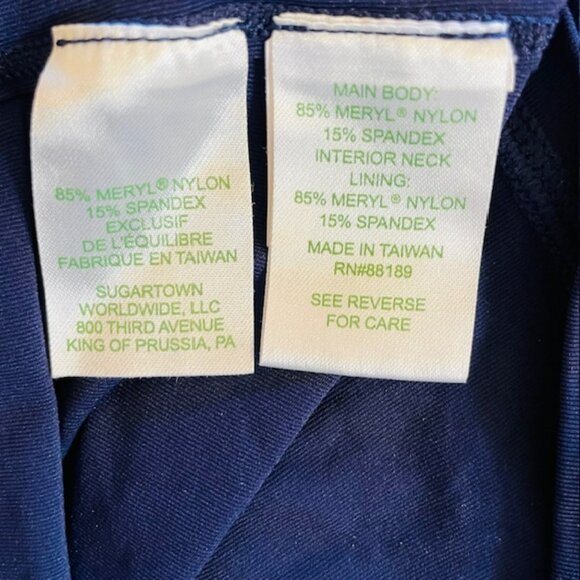 85% MERYL® NYLON
15% SPANDEX
EXCLUSIF
DE L'ÉQUILIBRE
FABRIQUE EN TAIWAN
SUGARTOWN
WORLDWIDE, LLC
800 THIRD AVENUE
KING OF PRUSSIA, PA
MAIN BODY:
85% MERYL® NYLON
15% SPANDEX
INTERIOR NECK
LINING:
85% MERYL® NYLON
15% SPANDEX
MADE IN TAIWAN
RN#88189
SEE REVERSE
FOR CARE